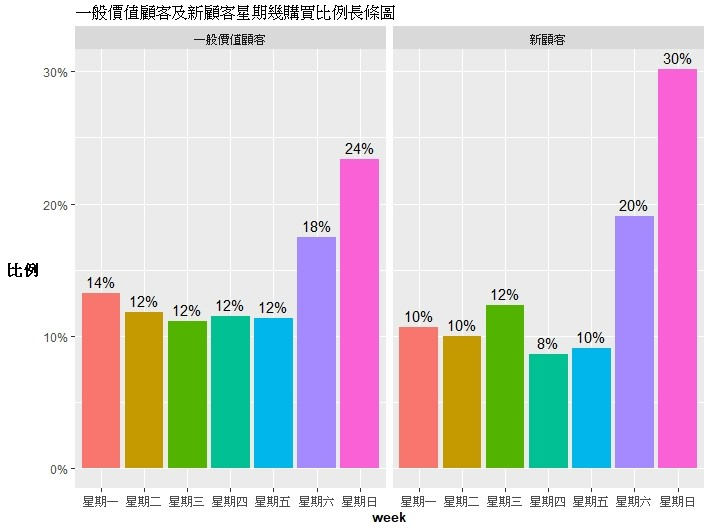 一般價值顧客及新顧客星期幾購買比例長條圖
一般價值顧客
新顧客
比例
30%
20%
10%
0%
14%
12%
12%
12%
12%
18%
24%
10%
10%
12%
8%
10%
20%
30%
星期一 星期二 星期三 星期四 星期五 星期六 星期日
星期一 星期二 星期三 星期四 星期五 星期六 星期日
week